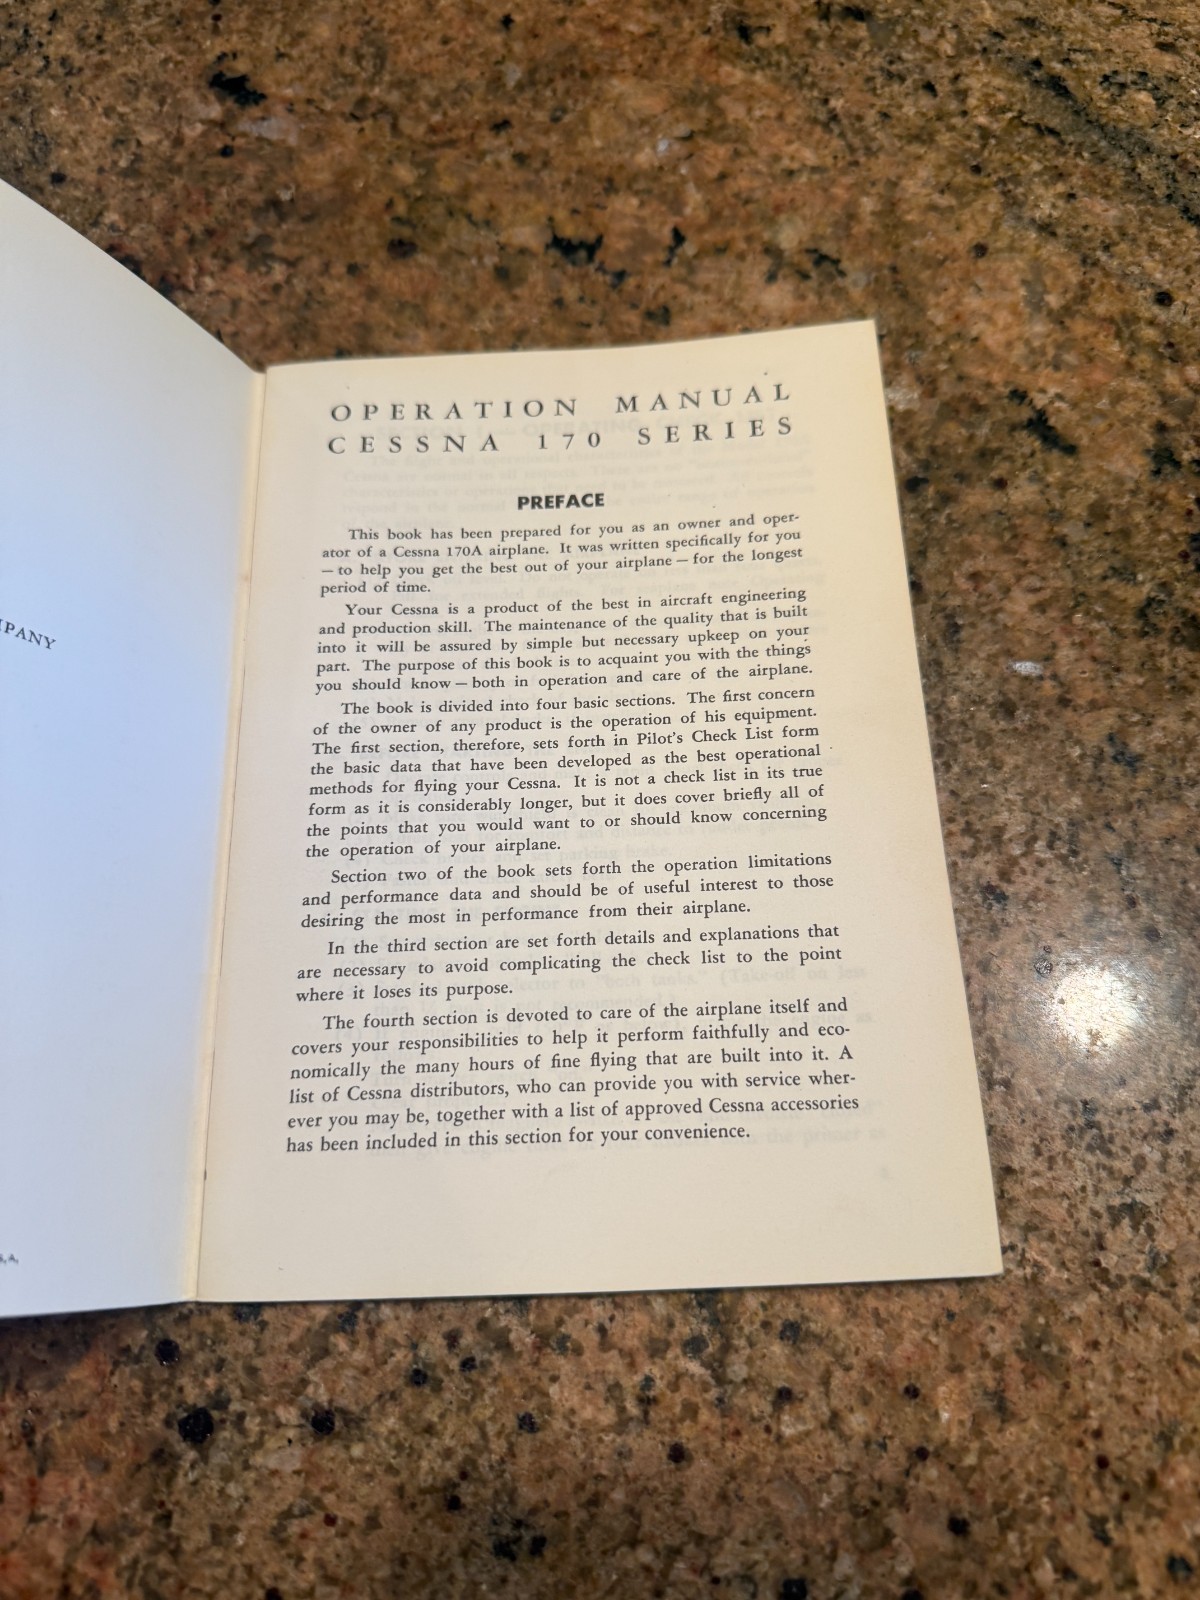 OPERATION MANUAL
CESSNA 170 SERIES
PREFACE
This book has been prepared for you as an owner and oper-
ator of a Cessna 170A airplane. It was written specifically for you
— to help you get the best out of your airplane — for the longest
period of time.
Your Cessna is a product of the best in aircraft engineering
and production skill. The maintenance of the quality that is built
into it will be assured by simple but necessary upkeep on your
part. The purpose of this book is to acquaint you with the things
you should know — both in operation and care of the airplane.
The book is divided into four basic sections. The first concern
of the owner of any product is the operation of his equipment.
The first section, therefore, sets forth in Pilot's Check List form
the basic data that have been developed as the best operational
methods for flying your Cessna. It is not a check list in its true
form as it is considerably longer, but it does cover briefly all of
the points that you would want to or should know concerning
the operation of your airplane.
Section two of the book sets forth the operation limitations
and performance data and should be of useful interest to those
desiring the most in performance from their airplane.
In the third section are set forth details and explanations that
are necessary to avoid complicating the check list to the point
where it loses its purpose.
The fourth section is devoted to care of the airplane itself and
covers your responsibilities to help it perform faithfully and eco-
nomically the many hours of fine flying that are built into it. A
list of Cessna distributors, who can provide you with service wher-
ever you may be, together with a list of approved Cessna accessories
has been included in this section for your convenience.